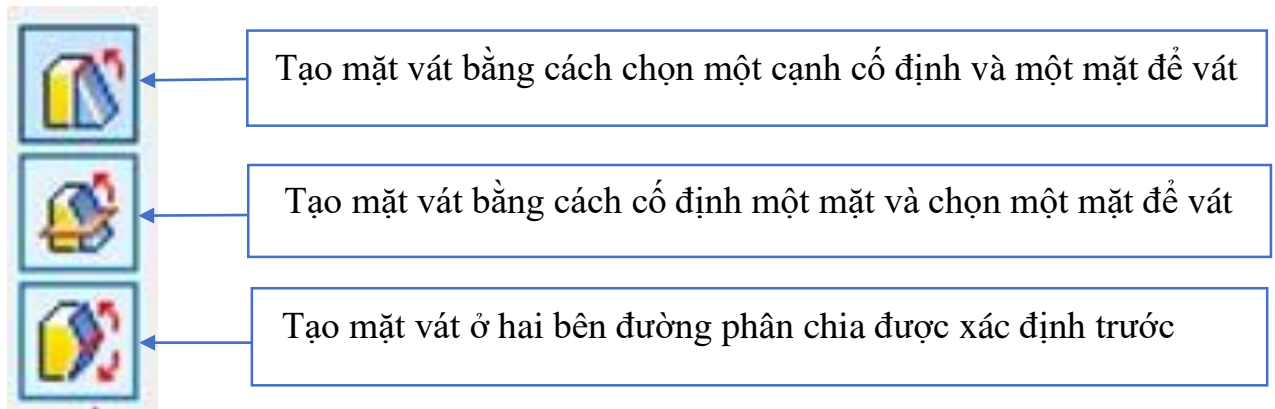 Tạo mặt vát bằng cách chọn một cạnh cố định và một mặt để vát
Tạo mặt vát bằng cách cố định một mặt và chọn một mặt để vát
Tạo mặt vát ở hai bên đường phân chia được xác định trước